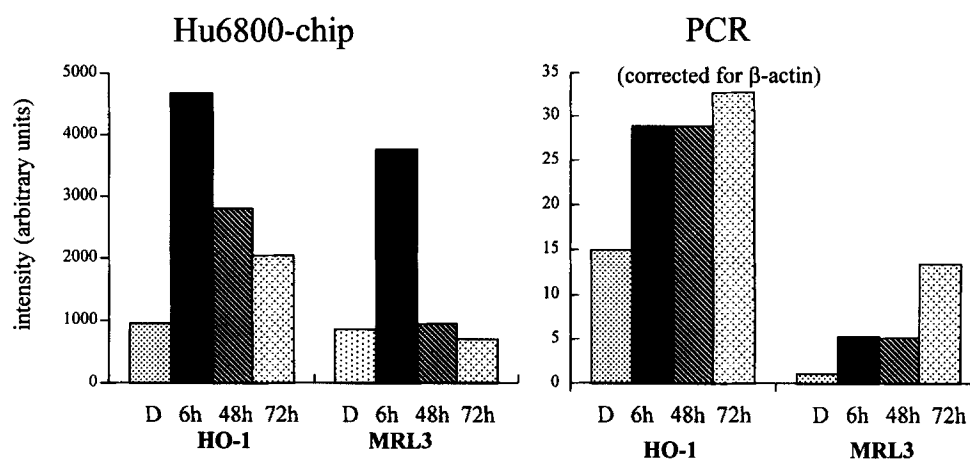 Hu6800-chip
intensity (arbitrary units)
5000
4000
3000
2000
1000
0
D 6h 48h 72h
HO-1
D 6h 48h 72h
MRL3
PCR
(corrected for β-actin)
35
30
25
20
15
10
5
0
D 6h 48h 72h
HO-1
D 6h 48h 72h
MRL3